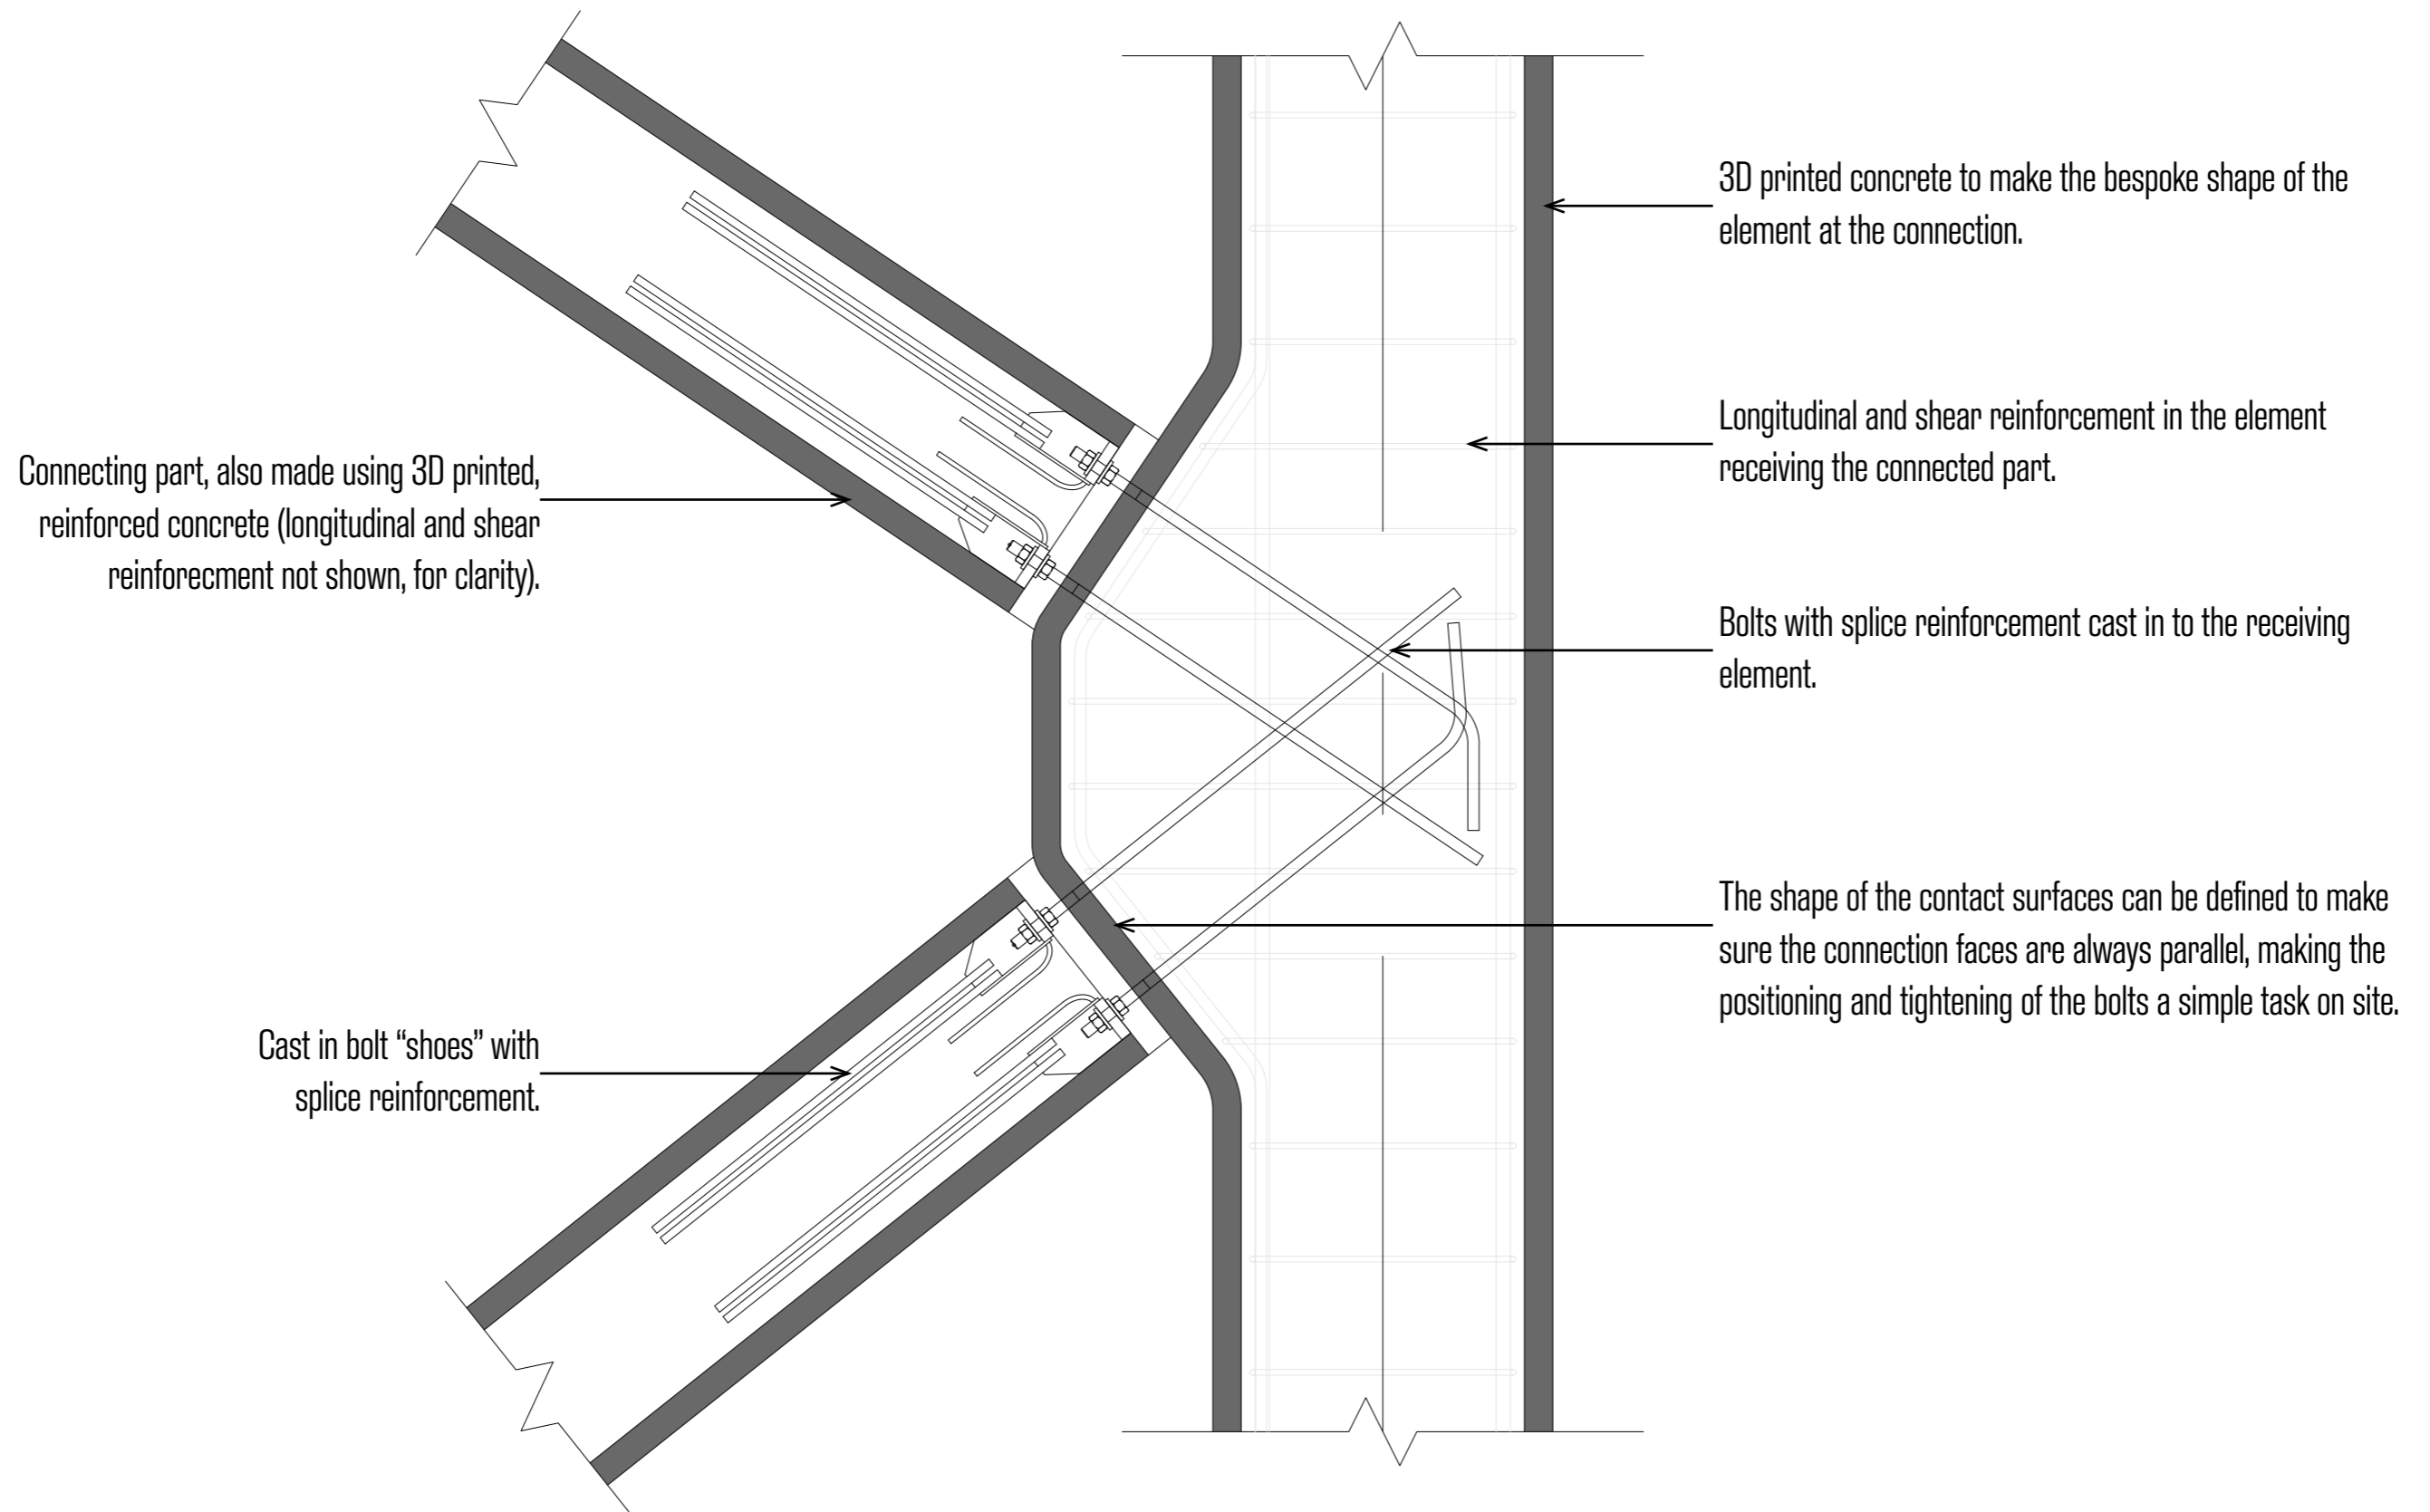 3D printed concrete to make the bespoke shape of the
element at the connection.
Longitudinal and shear reinforcement in the element
receiving the connected part.
Connecting part, also made using 3D printed,
reinforced concrete (longitudinal and shear
reinforecment not shown, for clarity).
Bolts with splice reinforcement cast in to the receiving
element.
The shape of the contact surfaces can be defined to make
sure the connection faces are always parallel, making the
positioning and tightening of the bolts a simple task on site.
Cast in bolt “shoes” with
splice reinforcement.